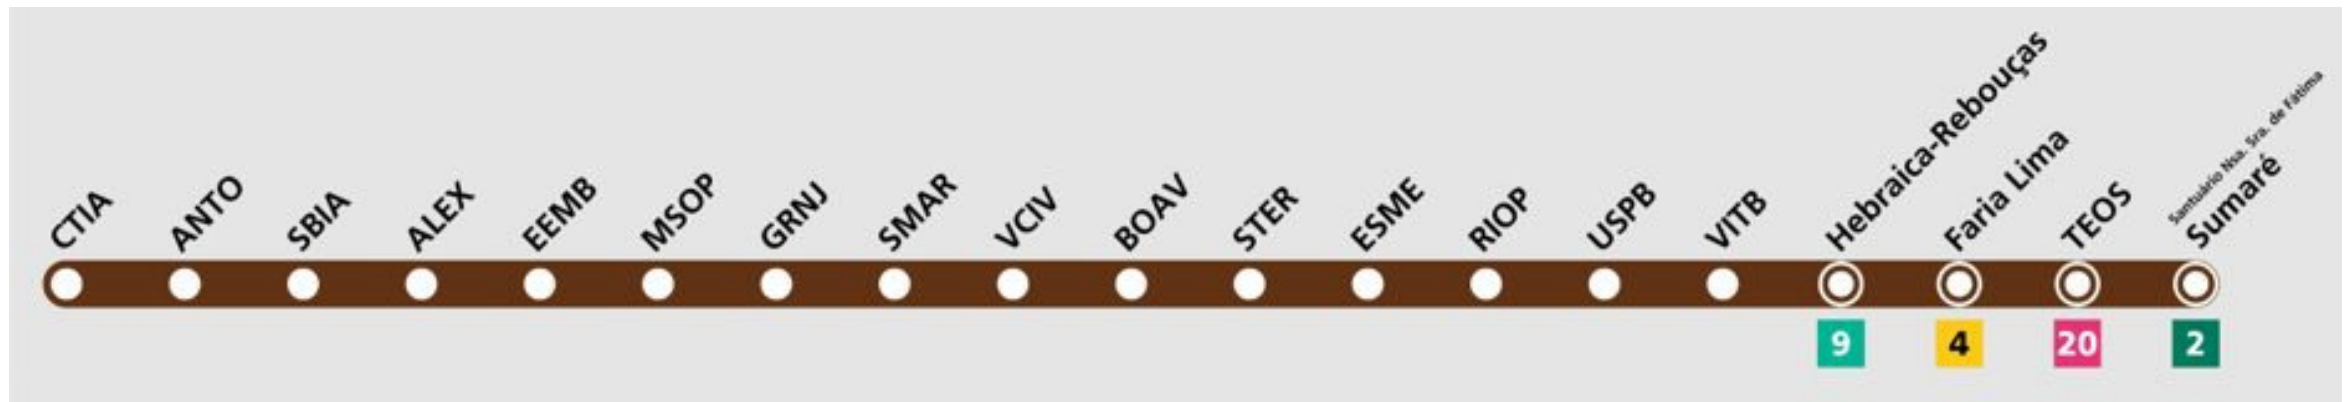 CTIA
ANTO
SBIA
ALEX
EEMB
MSOP
GRNJ
SMAR
VCIV
BOAV
STER
ESME
RIOP
USPB
VITB
Hebraica-Rebouças
Faria Lima
TEOS
Santuário Nsa. Sra. de Fátima
Sumaré
9
4
20
2